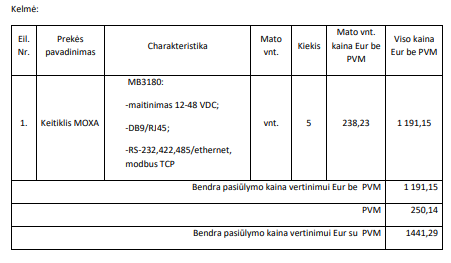 Kelmė:
Eil. Nr. | Prekės pavadinimas | Charakteristika | Mato vnt. | Kiekis | Mato vnt. kaina Eur be PVM | Viso kaina Eur be PVM
1. | Keitiklis MOXA | MB3180: | vnt. | 5 | 238,23 | 1 191,15
-maitinimas 12-48 VDC;
-DB9/RJ45;
-RS-232,422,485/ethernet,
modbus TCP
Bendra pasiūlymo kaina vertinimui Eur be PVM | 1 191,15
PVM | 250,14
Bendra pasiūlymo kaina vertinimui Eur su PVM | 1441,29